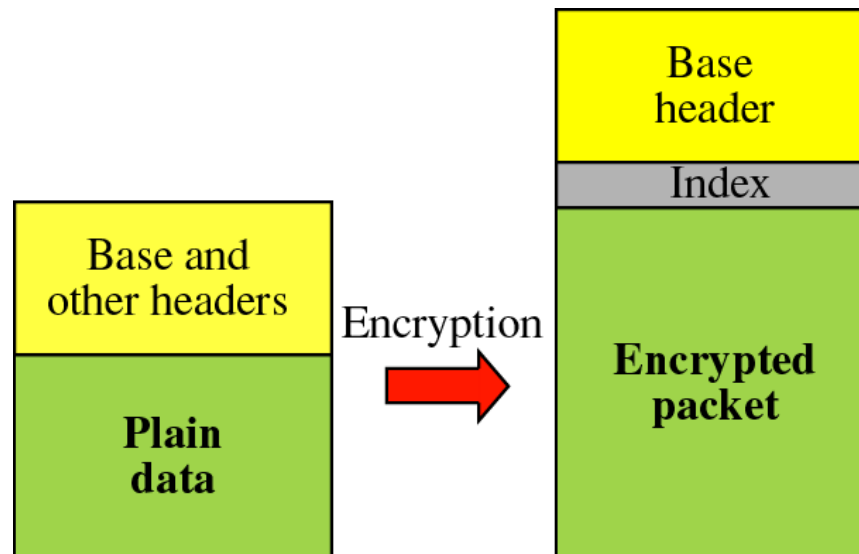 Base and
other headers
Plain
data
Encryption
Base
header
Index
Encrypted
packet